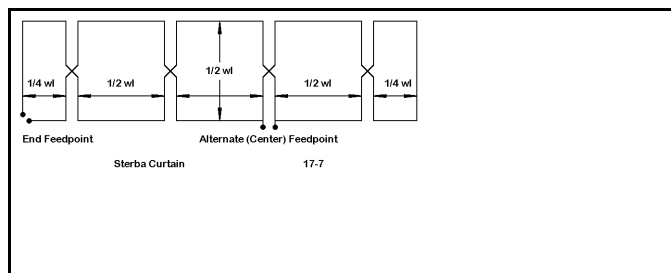 1/2 wl
1/4 wl
1/2 wl
1/2 wl
1/4 wl
End Feedpoint
Alternate (Center) Feedpoint
Sterba Curtain
17-7